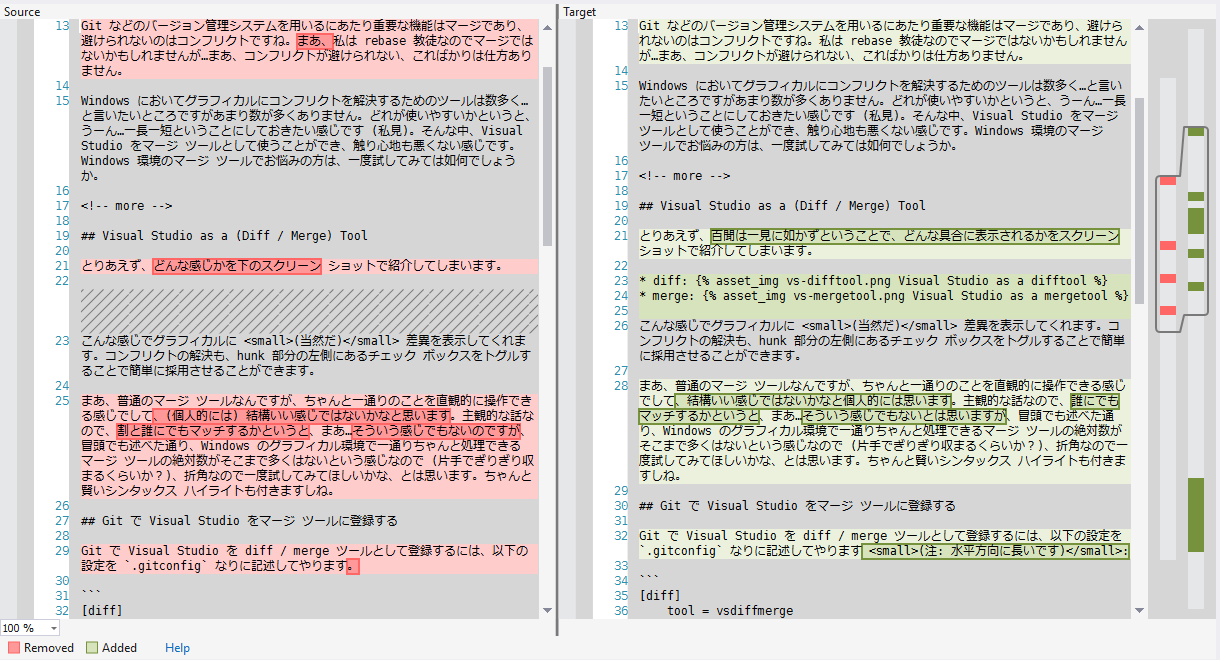 Source
13 Git などのバージョン管理システムを用いるにあたり重要な機能はマージであり、
避けられないのはコンフリクトですね。まあ、私は rebase 教徒なのでマージでは
ないかもしれませんが…まあ、コンフリクトが避けられない、こればかりは仕方あり
ません。
14
15 Windows においてグラフィカルにコンフリクトを解決するためのツールは数多く…
と言いたいところですがあまり数が多くありません。どれが使いやすいかというと、
うーん…一長一短ということにしておきたい感じです (私見)。そんな中、Visual
Studio をマージ ツールとして使うことができ、触り心地も悪くない感じです。
Windows 環境のマージ ツールでお悩みの方は、一度試してみては如何でしょう
か。
16
17 <!-- more -->
18
19 ## Visual Studio as a (Diff / Merge) Tool
20
21 とりあえず、どんな感じかを下のスクリーン ショットで紹介してしまいます。
22
23 こんな感じでグラフィカルに <small>(当然だ)</small> 差異を表示してくれま
す。コンフリクトの解決も、hunk 部分の左側にあるチェック ボックスをトグルす
ることで簡単に採用させることができます。
24
25 まあ、普通のマージ ツールなんですが、ちゃんと一通りのことを直観的に操作でき
る感じでして、(個人的には) 結構いい感じではないかなと思います。主観的な話な
ので、割と誰にでもマッチするかというと、まあ…そういう感じでもないのですが、
冒頭でも述べた通り、Windows のグラフィカル環境で一通りちゃんと処理できる
マージ ツールの絶対数がそこまで多くはないという感じなので (片手でぎりぎり収
まるくらいか？)、折角なので一度試してみてほしいかな、とは思います。ちゃんと
賢いシンタックス ハイライトも付きますしね。
26
27 ## Git で Visual Studio をマージ ツールに登録する
28
29 Git で Visual Studio を diff / merge ツールとして登録するには、以下の
設定を `.gitconfig` なりに記述してやります。
30
31 ```
32 [diff]
100 %
Removed Added Help
Target
13 Git などのバージョン管理システムを用いるにあたり重要な機能はマージであり、避けら
れないのはコンフリクトですね。私は rebase 教徒なのでマージではないかもしれません
が…まあ、コンフリクトが避けられない、こればかりは仕方ありません。
14
15 Windows においてグラフィカルにコンフリクトを解決するためのツールは数多く…と言い
たいところですがあまり数が多くありません。どれが使いやすいかというと、うーん…一長
一短ということにしておきたい感じです (私見)。そんな中、Visual Studio をマージ
ツールとして使うことができ、触り心地も悪くない感じです。Windows 環境のマージ
ツールでお悩みの方は、一度試してみては如何でしょうか。
16
17 <!-- more -->
18
19 ## Visual Studio as a (Diff / Merge) Tool
20
21 とりあえず、百聞は一見に如かずということで、どんな具合に表示されるかをスクリーン
ショットで紹介してしまいます。
22
23 * diff: {% asset_img vs-difftool.png Visual Studio as a difftool %}
24 * merge: {% asset_img vs-mergetool.png Visual Studio as a mergetool %}
25
26 こんな感じでグラフィカルに <small>(当然だ)</small> 差異を表示してくれます。コ
ンフリクトの解決も、hunk 部分の左側にあるチェック ボックスをトグルすることで簡単
に採用させることができます。
27
28 まあ、普通のマージ ツールなんですが、ちゃんと一通りのことを直観的に操作できる感じ
でして、結構いい感じではないかなと個人的には思います。主観的な話なので、誰にでも
マッチするかというと、まあ…そういう感じでもないとは思いますが、冒頭でも述べた通
り、Windows のグラフィカル環境で一通りちゃんと処理できるマージ ツールの絶対数が
そこまで多くはないという感じなので (片手でぎりぎり収まるくらいか？)、折角なので一
度試してみてほしいかな、とは思います。ちゃんと賢いシンタックス ハイライトも付きま
すしね。
29
30 ## Git で Visual Studio をマージ ツールに登録する
31
32 Git で Visual Studio を diff / merge ツールとして登録するには、以下の設定を
`.gitconfig` なりに記述してやります <small>(注: 水平方向に長いです)</small>:
33
34 ```
35 [diff]
36 tool = vsdiffmerge